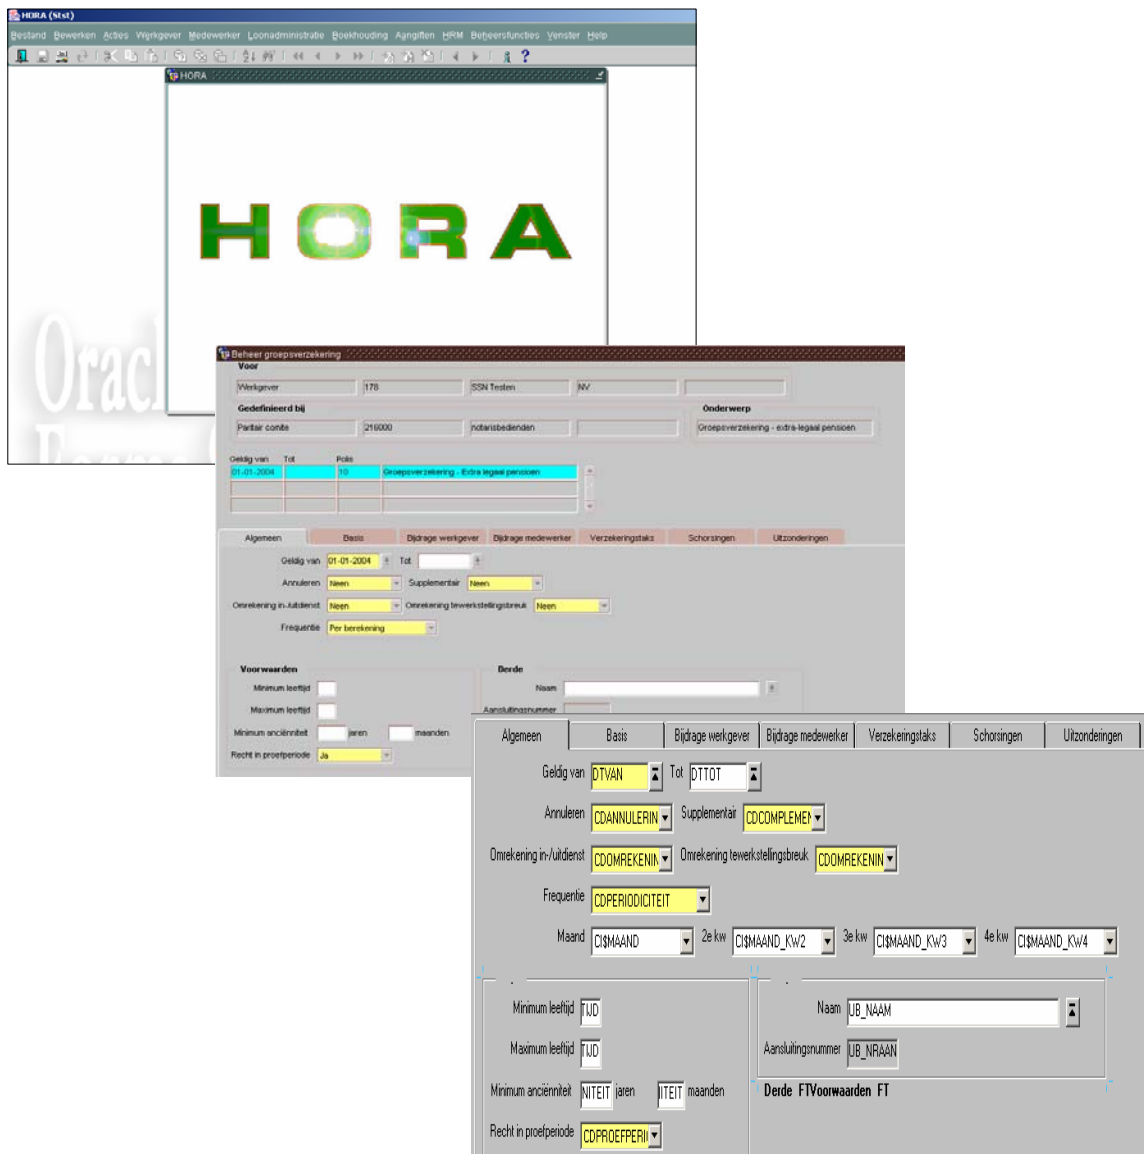 HORA (Stst)
Bestand Bewerken Acties Werkgever Medewerker Loonadministratie Boekhouding Aangiften HRM Beheersfuncties Venster Help
HORA
HORA
Orac
Beheer groepsverzekering
Voor
Werkgever 178 SSN Testen NV
Gedefinieerd bij Onderwerp
Paritair comite 216000 notarisbedienden Groepsverzekering - extra-legaal pensioen
Geldig van Tot Polis
01-01-2004 10 Groepsverzekering - Extra legaal pensioen
Algemeen Basis Bijdrage werkgever Bijdrage medewerker Verzekeringstaks Schorsingen Uitzonderingen
Geldig van 01-01-2004 Tot
Annuleren Neen Supplementair Neen
Omrekening in-/uitdienst Neen Omrekening tewerkstellingsbreuk Neen
Frequentie Per berekening
Voorwaarden Derde
Minimum leeftijd Naam
Maximum leeftijd Aansluitingsnummer
Minimum anciënniteit jaren maanden
Recht in proefperiode Ja
Algemeen Basis Bijdrage werkgever Bijdrage medewerker Verzekeringstaks Schorsingen Uitzonderingen
Geldig van DTVAN Tot DTTOT
Annuleren CDANNULERIN Supplementair CDCOMPLEMEN
Omrekening in-/uitdienst CDOMREKENIN Omrekening tewerkstellingsbreuk CDOMREKENIN
Frequentie CDPERIODICITEIT
Maand CI$MAAND 2e kw CI$MAAND_KW2 3e kw CI$MAAND_KW3 4e kw CI$MAAND_KW4
Minimum leeftijd TIJD Naam UB_NAAM
Maximum leeftijd TIJD Aansluitingsnummer UB_NRAAN
Minimum anciënniteit NITEIT jaren IITEIT maanden Derde FTVoorwaarden FT
Recht in proefperiode CDPROEFPERI